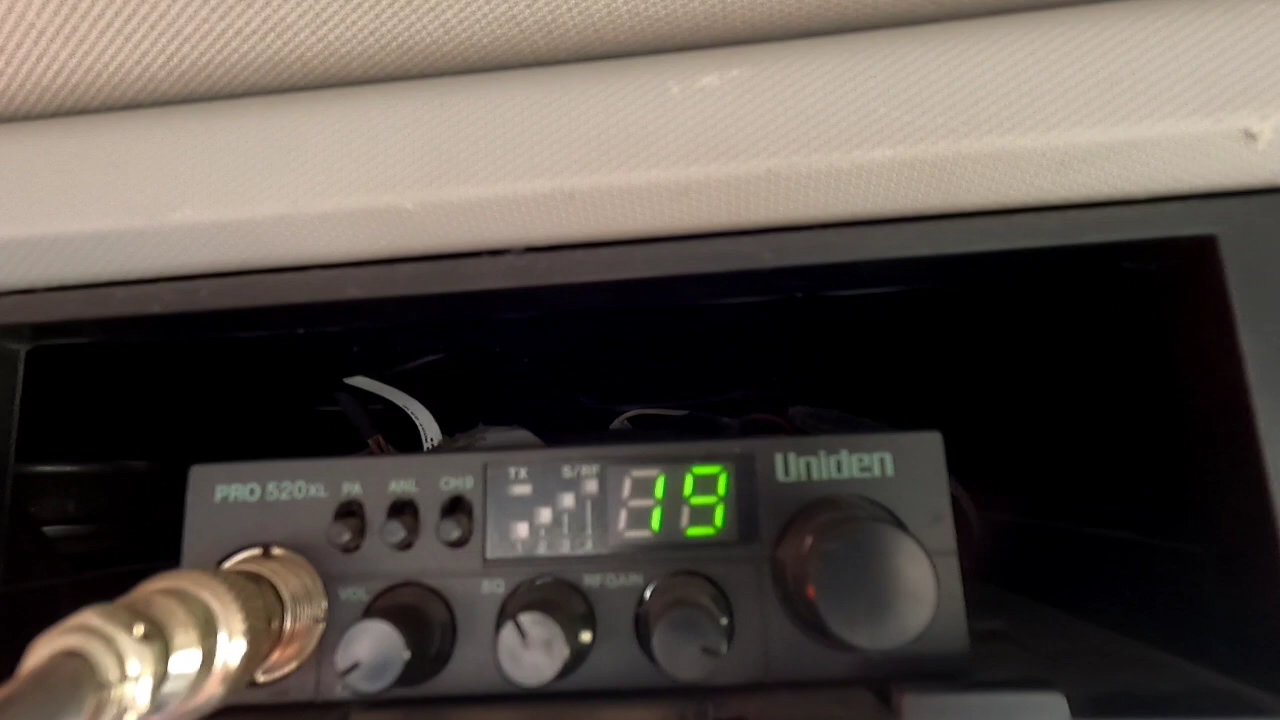 PRO 520XL PA ANL CH9 TX S/RF 19 Uniden
VOL SQ RF GAIN